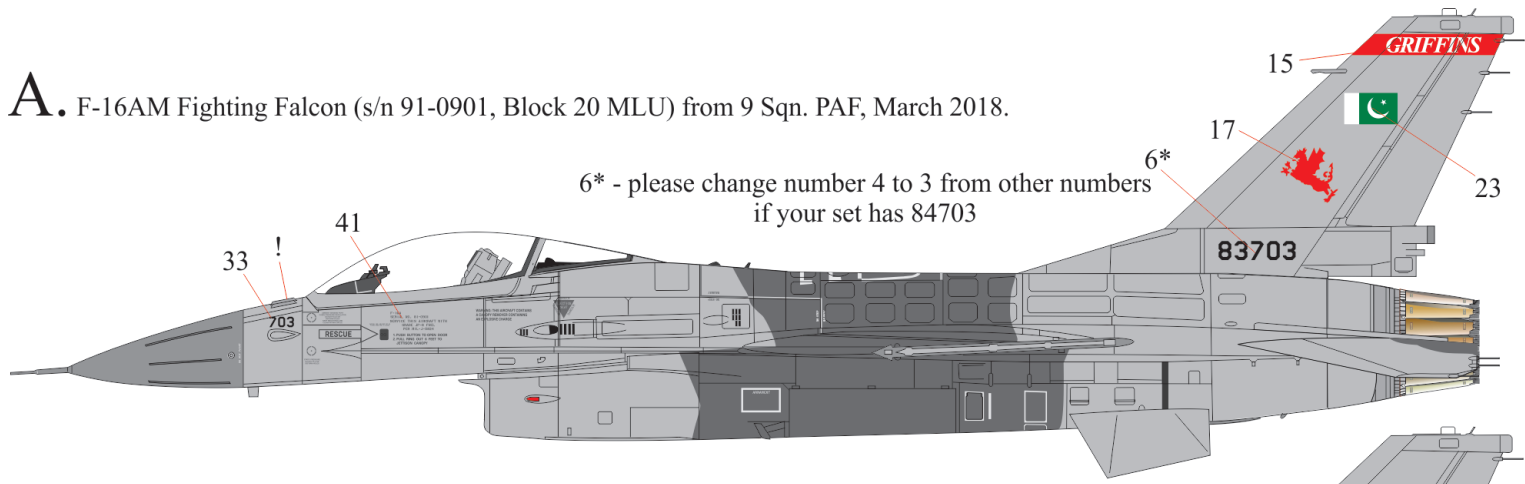 GRIFFINS
15
A. F-16AM Fighting Falcon (s/n 91-0901, Block 20 MLU) from 9 Sqn. PAF, March 2018.
17
6*
6* - please change number 4 to 3 from other numbers
if your set has 84703
23
41
!
33
83703
703
RESCUE